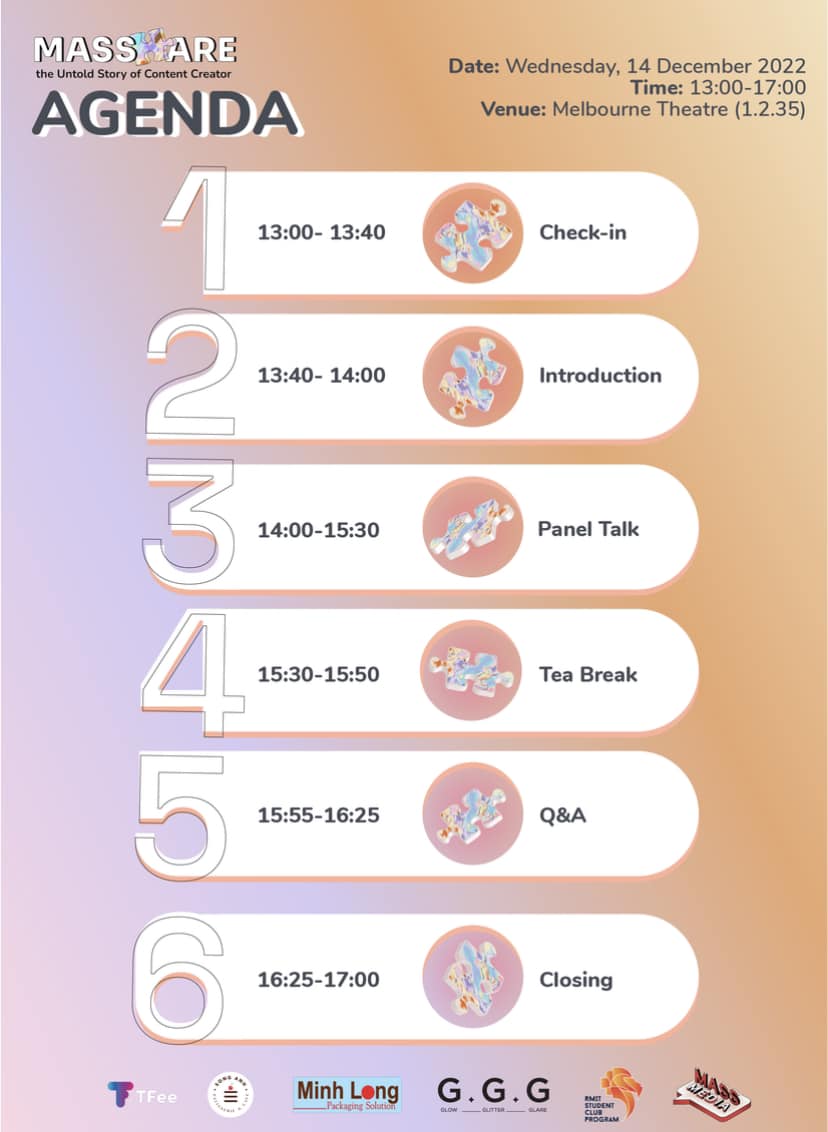 MASSHARE
the Untold Story of Content Creator
AGENDA
Date: Wednesday, 14 December 2022
Time: 13:00-17:00
Venue: Melbourne Theatre (1.2.35)
1
13:00- 13:40
Check-in
2
13:40- 14:00
Introduction
3
14:00-15:30
Panel Talk
4
15:30-15:50
Tea Break
5
15:55-16:25
Q&A
6
16:25-17:00
Closing
TFee
SONG ANH
Minh Long
Packaging Solution
G.G.G
GLOW GLITTER GLARE
RMIT
STUDENT
CLUB
PROGRAM
MASS
MEDIA